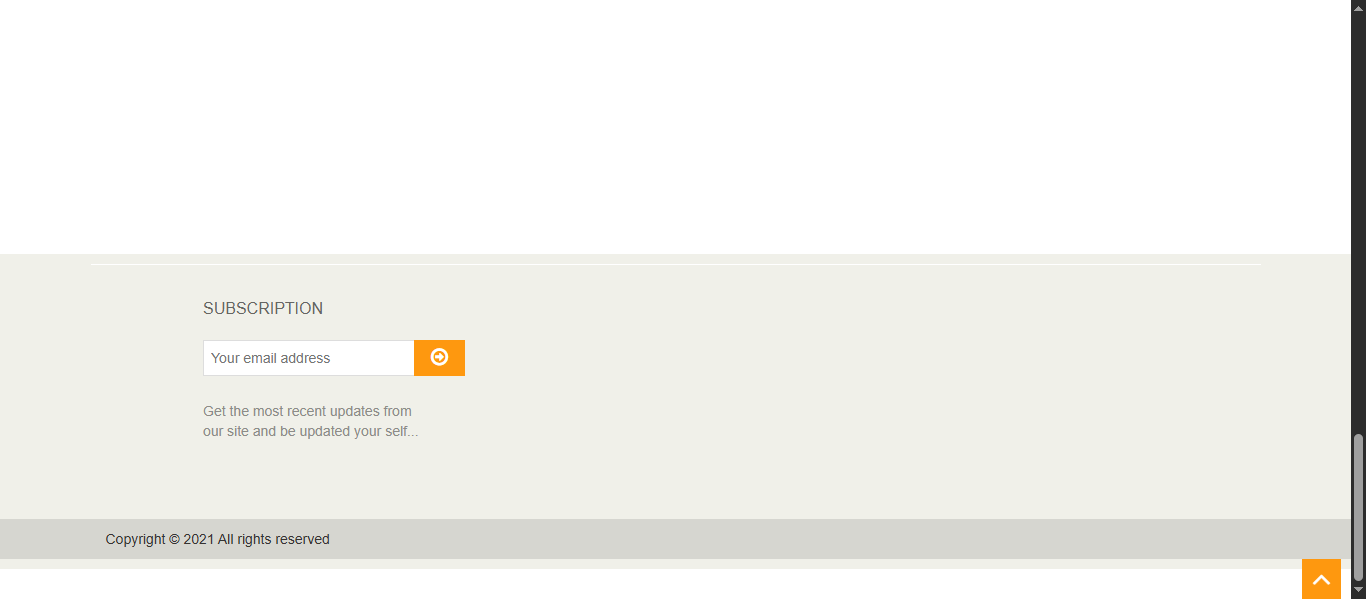 SUBSCRIPTION
Your email address
Get the most recent updates from
our site and be updated your self...
Copyright © 2021 All rights reserved